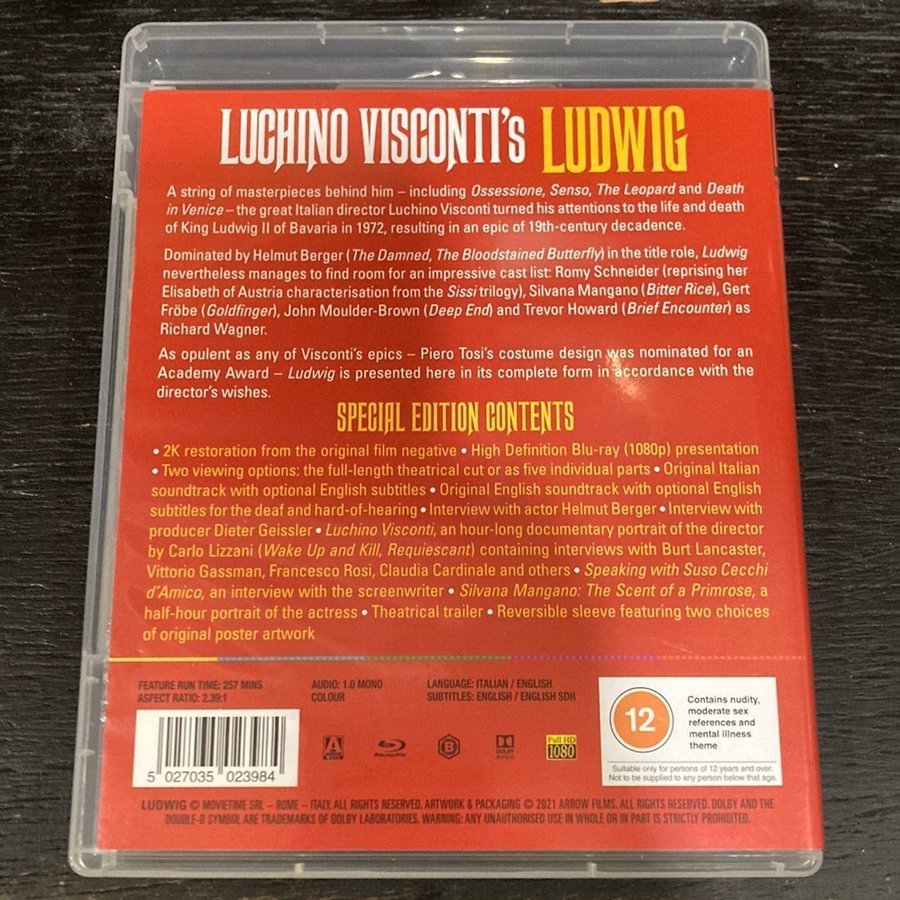 LUCHINO VISCONTI's LUDWIG
A string of masterpieces behind him – including Ossessione, Senso, The Leopard and Death
in Venice – the great Italian director Luchino Visconti turned his attentions to the life and death
of King Ludwig II of Bavaria in 1972, resulting in an epic of 19th-century decadence.
Dominated by Helmut Berger (The Damned, The Bloodstained Butterfly) in the title role, Ludwig
nevertheless manages to find room for an impressive cast list: Romy Schneider (reprising her
Elisabeth of Austria characterisation from the Sissi trilogy), Silvana Mangano (Bitter Rice), Gert
Fröbe (Goldfinger), John Moulder-Brown (Deep End) and Trevor Howard (Brief Encounter) as
Richard Wagner.
As opulent as any of Visconti's epics – Piero Tosi's costume design was nominated for an
Academy Award – Ludwig is presented here in its complete form in accordance with the
director's wishes.
SPECIAL EDITION CONTENTS
• 2K restoration from the original film negative • High Definition Blu-ray (1080p) presentation
• Two viewing options: the full-length theatrical cut or as five individual parts • Original Italian
soundtrack with optional English subtitles • Original English soundtrack with optional English
subtitles for the deaf and hard-of-hearing • Interview with actor Helmut Berger • Interview with
producer Dieter Geissler • Luchino Visconti, an hour-long documentary portrait of the director
by Carlo Lizzani (Wake Up and Kill, Requiescant) containing interviews with Burt Lancaster,
Vittorio Gassman, Francesco Rosi, Claudia Cardinale and others • Speaking with Suso Cecchi
d'Amico, an interview with the screenwriter • Silvana Mangano: The Scent of a Primrose, a
half-hour portrait of the actress • Theatrical trailer • Reversible sleeve featuring two choices
of original poster artwork
FEATURE RUN TIME: 257 MINS
ASPECT RATIO: 2.39:1
AUDIO: 1.0 MONO
COLOUR
LANGUAGE: ITALIAN / ENGLISH
SUBTITLES: ENGLISH / ENGLISH SDH
5 027035 023984
B
DOLBY
AUDIO
Full HD
1080
12
Contains nudity,
moderate sex
references and
mental illness
theme
Suitable only for persons of 12 years and over.
Not to be supplied to any person below that age.
LUDWIG © MOVIETIME SRL – ROME – ITALY. ALL RIGHTS RESERVED. ARTWORK & PACKAGING © 2021 ARROW FILMS. ALL RIGHTS RESERVED. DOLBY AND THE
DOUBLE-D SYMBOL ARE TRADEMARKS OF DOLBY LABORATORIES. WARNING: ANY UNAUTHORISED USE IN WHOLE OR IN PART IS STRICTLY PROHIBITED.